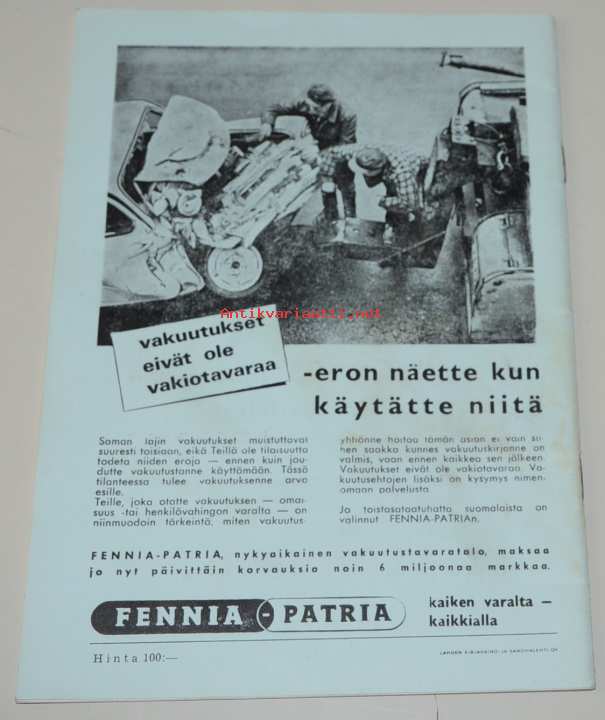 Antikvariaatti.net
vakuutukset
eivät ole
vakiotavaraa
-eron näette kun
käytätte niitä
Saman lajin vakuutukset muistuttavat
suuresti toisiaan, eikä Teillä ole tilaisuutta
todeta niiden eroja — ennen kuin jou-
dutte vakuutustanne käyttämään. Tässä
tilanteessa tulee vakuutuksenne arvo
esille.
Teille, joka otatte vakuutuksen — omai-
suus -tai henkilövahingon varalta — on
niinmuodoin tärkeintä, miten vakuutus-
yhtiönne hoitaa tämän asian ei vain sii-
hen saakka kunnes vakuutuskirjanne on
valmis, vaan ennen kaikkea sen jälkeen.
Vakuutukset eivät ole vakiotavaraa. Va-
kuutusehtojen lisäksi on kysymys nimen-
omaan palvelusta.
Jo toistasataatuhatta suomalaista on
valinnut FENNIA-PATRIAn.
FENNIA-PATRIA, nykyaikainen vakuutustavaratalo, maksaa
jo nyt päivittäin korvauksia noin 6 miljoonaa markkaa.
FENNIA - PATRIA
kaiken varalta —
kaikkialla
Hinta 100:—
LAHDEN KIRJAPAINO- JA SANOMALEHTI-OY